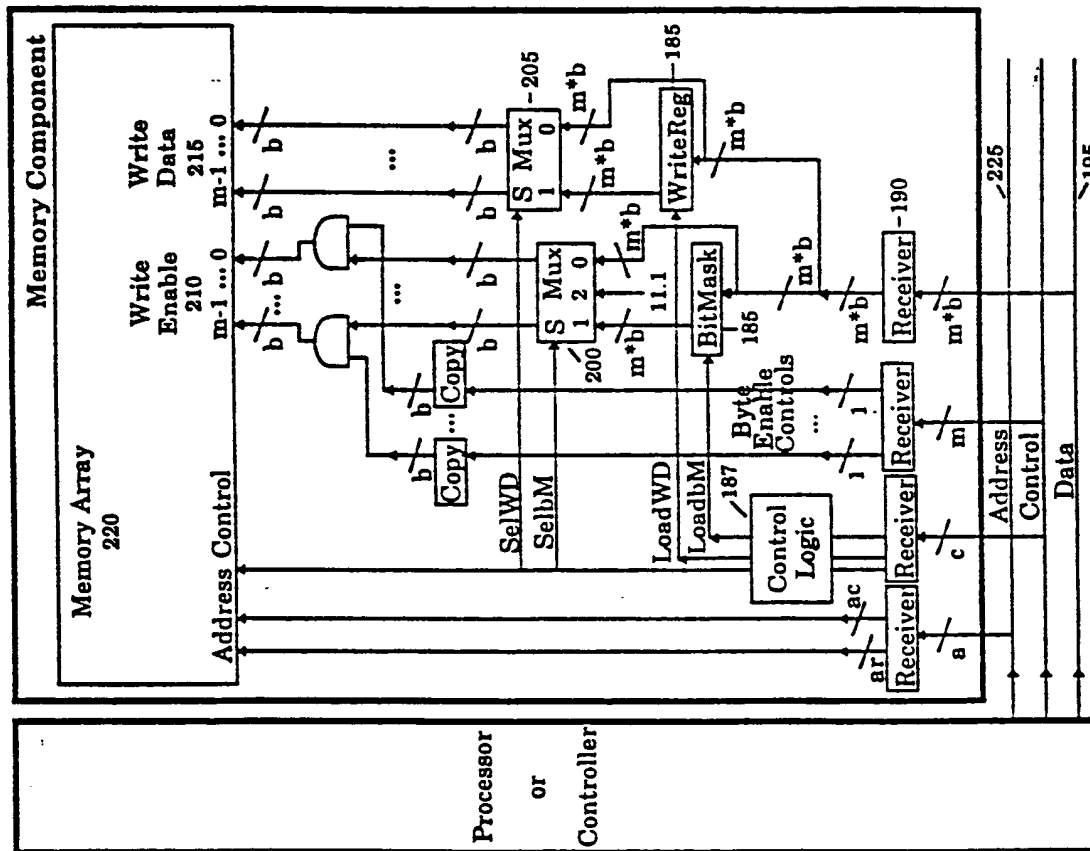 Memory Component
Memory Array
220
Write
Enable
210
m-1 ... 0
Write
Data
215
m-1 ... 0
Address Control
b
...
b
b
b
...
b
...
b
b
b
b
b
Copy
...
Copy
S Mux
1 2 0
200
S Mux
1 0
205
m*b
m*b
11.1
m*b
m*b
SelWD
SelbM
LoadWD
LoadbM
187
BitMask
185
WriteReg
185
m*b
m*b
m*b
Byte
Enable
Controls
...
1
1
Control
Logic
ar
ac
m*b
Receiver
Receiver
Receiver
Receiver
190
a
c
m
m*b
Address
225
Control
Data
Processor
or
Controller